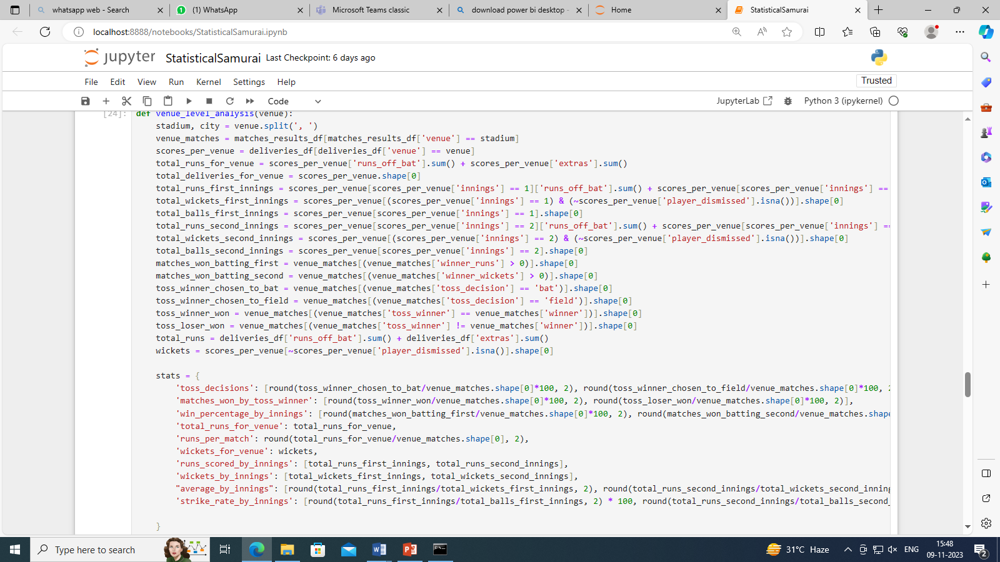 whatsapp web - Search
(1) WhatsApp
Microsoft Teams classic
download power bi desktop -
Home
StatisticalSamurai
localhost:8888/notebooks/StatisticalSamurai.ipynb
jupyter StatisticalSamurai Last Checkpoint: 6 days ago
File Edit View Run Kernel Settings Help
Trusted
Code
JupyterLab
Python 3 (ipykernel)
[24]: def venue_level_analysis(venue):
stadium, city = venue.split(', ')
venue_matches = matches_results_df[matches_results_df['venue'] == stadium]
scores_per_venue = deliveries_df[deliveries_df['venue'] == venue]
total_runs_for_venue = scores_per_venue['runs_off_bat'].sum() + scores_per_venue['extras'].sum()
total_deliveries_for_venue = scores_per_venue.shape[0]
total_runs_first_innings = scores_per_venue[scores_per_venue['innings'] == 1]['runs_off_bat'].sum() + scores_per_venue[scores_per_venue['innings'] ==
total_wickets_first_innings = scores_per_venue[(scores_per_venue['innings'] == 1) & (~scores_per_venue['player_dismissed'].isna())].shape[0]
total_balls_first_innings = scores_per_venue[scores_per_venue['innings'] == 1].shape[0]
total_runs_second_innings = scores_per_venue[scores_per_venue['innings'] == 2]['runs_off_bat'].sum() + scores_per_venue[scores_per_venue['innings'] ==
total_wickets_second_innings = scores_per_venue[(scores_per_venue['innings'] == 2) & (~scores_per_venue['player_dismissed'].isna())].shape[0]
total_balls_second_innings = scores_per_venue[scores_per_venue['innings'] == 2].shape[0]
matches_won_batting_first = venue_matches[(venue_matches['winner_runs'] > 0)].shape[0]
matches_won_batting_second = venue_matches[(venue_matches['winner_wickets'] > 0)].shape[0]
toss_winner_chosen_to_bat = venue_matches[(venue_matches['toss_decision'] == 'bat')].shape[0]
toss_winner_chosen_to_field = venue_matches[(venue_matches['toss_decision'] == 'field')].shape[0]
toss_winner_won = venue_matches[(venue_matches['toss_winner'] == venue_matches['winner'])].shape[0]
toss_loser_won = venue_matches[(venue_matches['toss_winner'] != venue_matches['winner'])].shape[0]
total_runs = deliveries_df['runs_off_bat'].sum() + deliveries_df['extras'].sum()
wickets = scores_per_venue[~scores_per_venue['player_dismissed'].isna()].shape[0]
stats = {
'toss_decisions': [round(toss_winner_chosen_to_bat/venue_matches.shape[0]*100, 2), round(toss_winner_chosen_to_field/venue_matches.shape[0]*100, 2
'matches_won_by_toss_winner': [round(toss_winner_won/venue_matches.shape[0]*100, 2), round(toss_loser_won/venue_matches.shape[0]*100, 2)],
'win_percentage_by_innings': [round(matches_won_batting_first/venue_matches.shape[0]*100, 2), round(matches_won_batting_second/venue_matches.shape
'total_runs_for_venue': total_runs_for_venue,
'runs_per_match': round(total_runs_for_venue/venue_matches.shape[0], 2),
'wickets_for_venue': wickets,
'runs_scored_by_innings': [total_runs_first_innings, total_runs_second_innings],
'wickets_by_innings': [total_wickets_first_innings, total_wickets_second_innings],
"average_by_innings": [round(total_runs_first_innings/total_wickets_first_innings, 2), round(total_runs_second_innings/total_wickets_second_inning
'strike_rate_by_innings': [round(total_runs_first_innings/total_balls_first_innings, 2) * 100, round(total_runs_second_innings/total_balls_second_
}
Type here to search
31°C Haze
ENG
15:48
09-11-2023
2